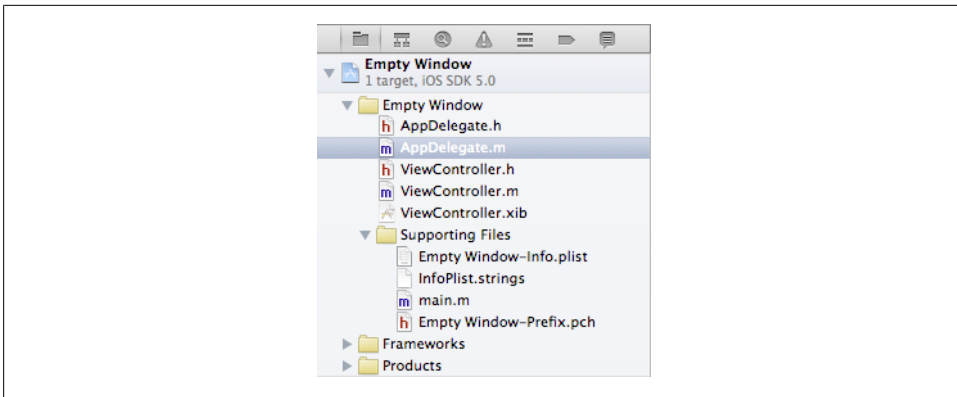 Empty Window
1 target, iOS SDK 5.0
Empty Window
h AppDelegate.h
m AppDelegate.m
h ViewController.h
m ViewController.m
ViewController.xib
Supporting Files
Empty Window-Info.plist
InfoPlist.strings
m main.m
h Empty Window-Prefix.pch
Frameworks
Products